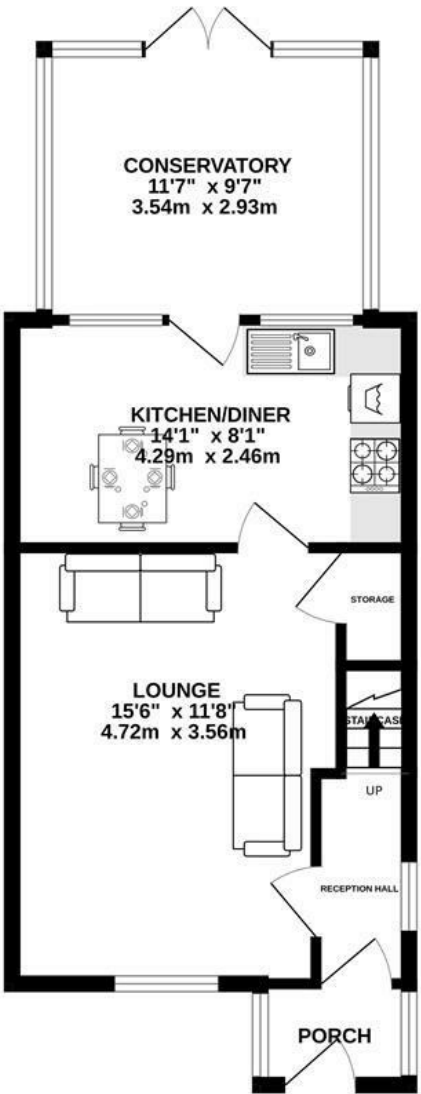 CONSERVATORY
11'7" x 9'7"
3.54m x 2.93m
KITCHEN/DINER
14'1" x 8'1"
4.29m x 2.46m
STORAGE
LOUNGE
15'6" x 11'8"
4.72m x 3.56m
STAIRCASE
UP
RECEPTION HALL
PORCH